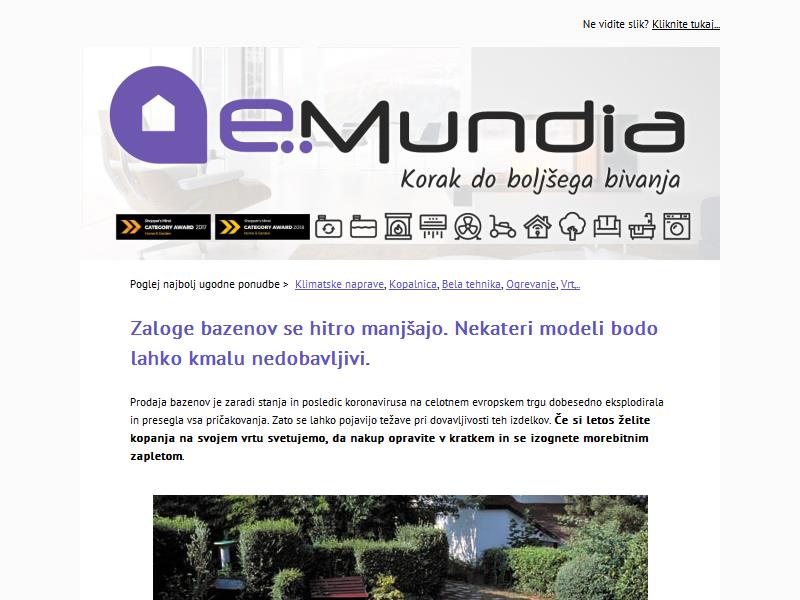 Ne vidite slik? Kliknite tukaj...
eMundia
Korak do boljšega bivanja
Shopper's Mind
CATEGORY AWARD 2017
Home & Garden
Shopper's Mind
CATEGORY AWARD 2018
Home & Garden
Poglej najbolj ugodne ponudbe > Klimatske naprave, Kopalnica, Bela tehnika, Ogrevanje, Vrt,..
Zaloge bazenov se hitro manjšajo. Nekateri modeli bodo
lahko kmalu nedobavljivi.
Prodaja bazenov je zaradi stanja in posledic koronavirusa na celotnem evropskem trgu dobesedno eksplodirala
in presegla vsa pričakovanja. Zato se lahko pojavijo težave pri dovavljivosti teh izdelkov. Če si letos želite
kopanja na svojem vrtu svetujemo, da nakup opravite v kratkem in se izognete morebitnim
zapletom.